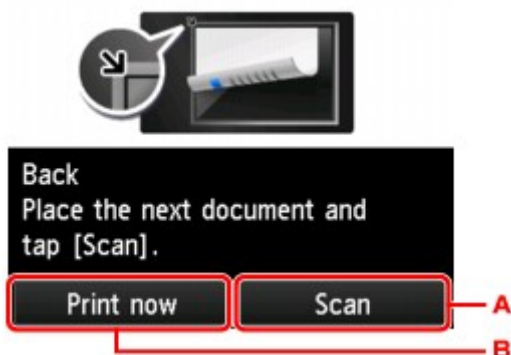 Back
Place the next document and
tap [Scan].
Print now Scan A
B